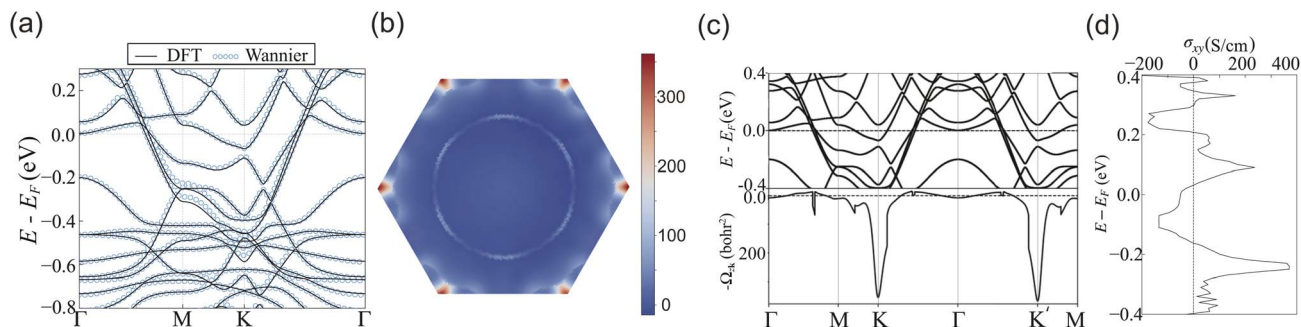 (a)
DFT Wannier
E - E_F (eV)
0.2
0.0
−0.2
−0.4
−0.6
−0.8
Γ M K Γ
(b)
300
200
100
0
(c)
E - E_F (eV)
0.4
0.0
-0.4
0.0
200
-Ω_zk (bohr²)
Γ M K Γ K′ M
(d)
σ_xy(S/cm)
−200 0 200 400
E−E_F (eV)
0.4
0.2
0.0
−0.2
−0.4